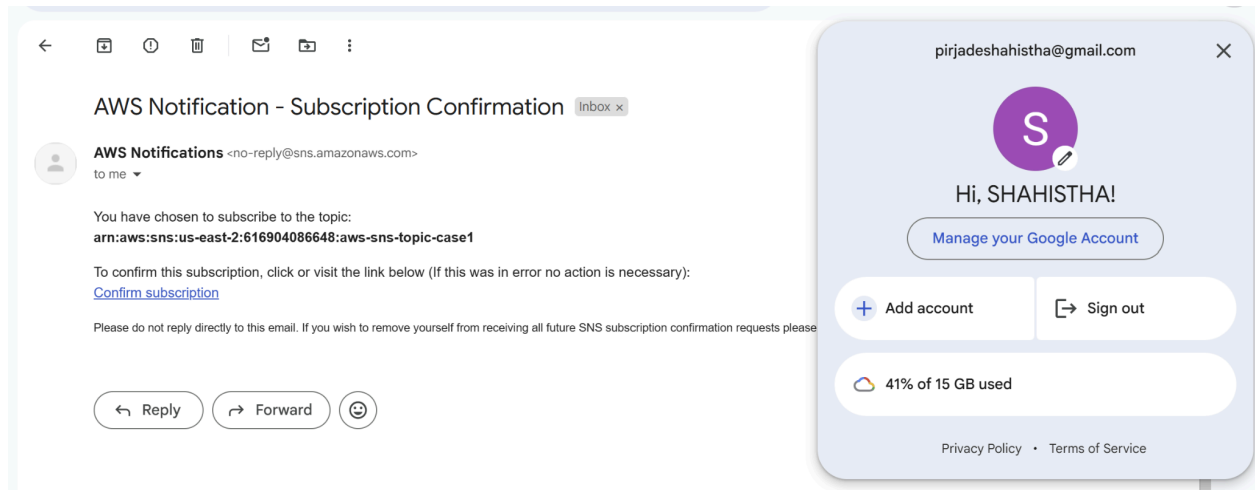 AWS Notification - Subscription Confirmation Inbox ×
AWS Notifications <no-reply@sns.amazonaws.com>
to me
You have chosen to subscribe to the topic:
arn:aws:sns:us-east-2:616904086648:aws-sns-topic-case1
To confirm this subscription, click or visit the link below (If this was in error no action is necessary):
Confirm subscription
Please do not reply directly to this email. If you wish to remove yourself from receiving all future SNS subscription confirmation requests please
Reply
Forward
pirjadeshahistha@gmail.com
S
Hi, SHAHISTHA!
Manage your Google Account
Add account
Sign out
41% of 15 GB used
Privacy Policy • Terms of Service